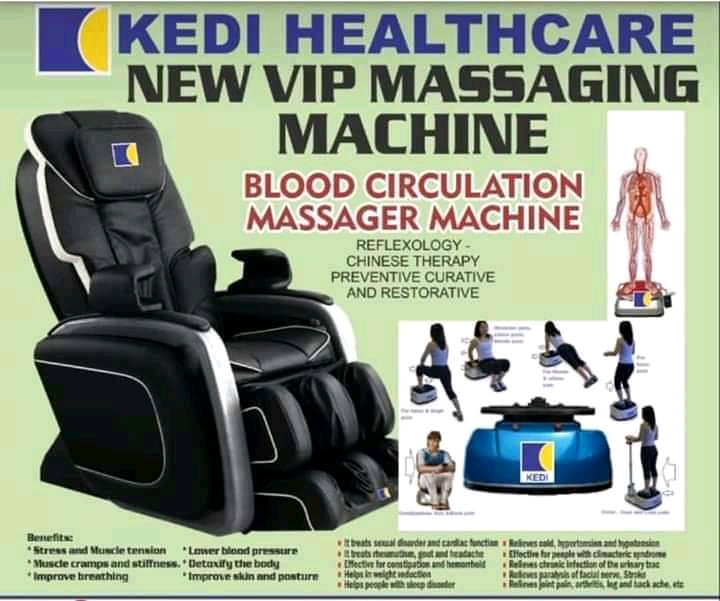 KEDI HEALTHCARE
NEW VIP MASSAGING
MACHINE
BLOOD CIRCULATION
MASSAGER MACHINE
REFLEXOLOGY -
CHINESE THERAPY
PREVENTIVE CURATIVE
AND RESTORATIVE
KEDI
Benefits:
* Stress and Muscle tension
* Muscle cramps and stiffness.
* Improve breathing
* Lower blood pressure
* Detoxify the body
* Improve skin and posture
It treats sexual disorder and cardiac function
It treats rheumatism, gout and headache
Effective for constipation and hemorrhoid
Helps in weight reduction
Helps people with sleep disorder
Relieves cold, hypertension and hypotension
Effective for people with climacteric syndrome
Relieves chronic infection of the urinary trac
Relieves paralysis of facial nerve, Stroke
Relieves joint pain, arthritis, leg and back ache, etc